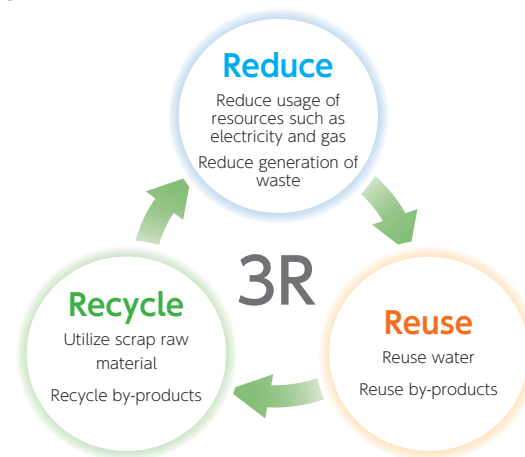 Reduce
Reduce usage of
resources such as
electricity and gas
Reduce generation of
waste
3R
Recycle
Utilize scrap raw
material
Recycle by-products
Reuse
Reuse water
Reuse by-products